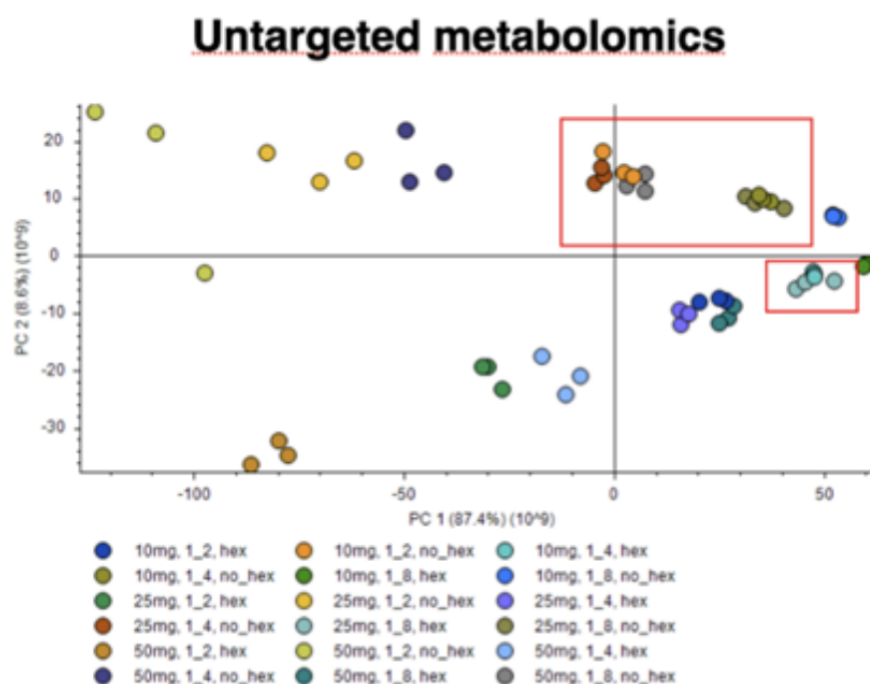 Untargeted metabolomics
20
10
0
-10
-20
-30
PC 2 (8.6%) (10^9)
-100 -50 0 50
PC 1 (87.4%) (10^9)
10mg, 1_2, hex 10mg, 1_2, no_hex 10mg, 1_4, hex
10mg, 1_4, no_hex 10mg, 1_8, hex 10mg, 1_8, no_hex
25mg, 1_2, hex 25mg, 1_2, no_hex 25mg, 1_4, hex
25mg, 1_4, no_hex 25mg, 1_8, hex 25mg, 1_8, no_hex
50mg, 1_2, hex 50mg, 1_2, no_hex 50mg, 1_4, hex
50mg, 1_4, no_hex 50mg, 1_8, hex 50mg, 1_8, no_hex